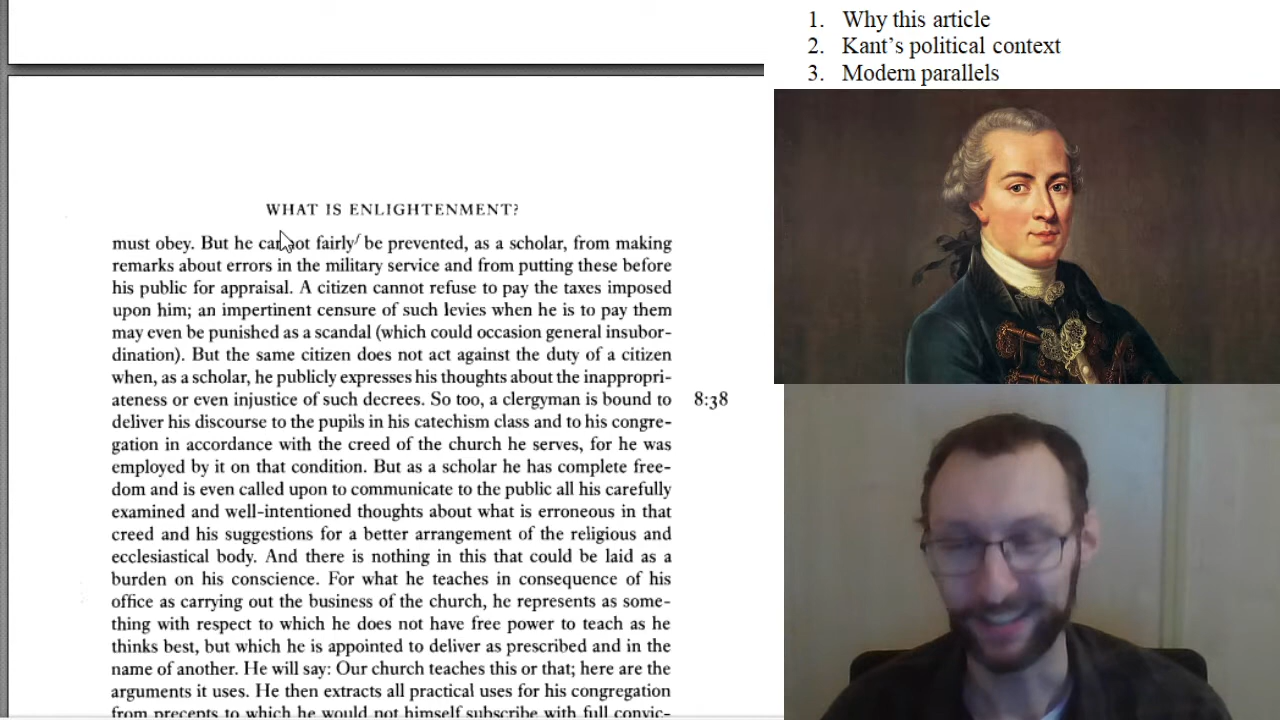 1. Why this article
2. Kant's political context
3. Modern parallels
WHAT IS ENLIGHTENMENT?
must obey. But he cannot fairly be prevented, as a scholar, from making
remarks about errors in the military service and from putting these before
his public for appraisal. A citizen cannot refuse to pay the taxes imposed
upon him; an impertinent censure of such levies when he is to pay them
may even be punished as a scandal (which could occasion general insubor-
dination). But the same citizen does not act against the duty of a citizen
when, as a scholar, he publicly expresses his thoughts about the inappropri-
ateness or even injustice of such decrees. So too, a clergyman is bound to
8:38
deliver his discourse to the pupils in his catechism class and to his congre-
gation in accordance with the creed of the church he serves, for he was
employed by it on that condition. But as a scholar he has complete free-
dom and is even called upon to communicate to the public all his carefully
examined and well-intentioned thoughts about what is erroneous in that
creed and his suggestions for a better arrangement of the religious and
ecclesiastical body. And there is nothing in this that could be laid as a
burden on his conscience. For what he teaches in consequence of his
office as carrying out the business of the church, he represents as some-
thing with respect to which he does not have free power to teach as he
thinks best, but which he is appointed to deliver as prescribed and in the
name of another. He will say: Our church teaches this or that; here are the
arguments it uses. He then extracts all practical uses for his congregation
from precepts to which he would not himself subscribe with full convic-